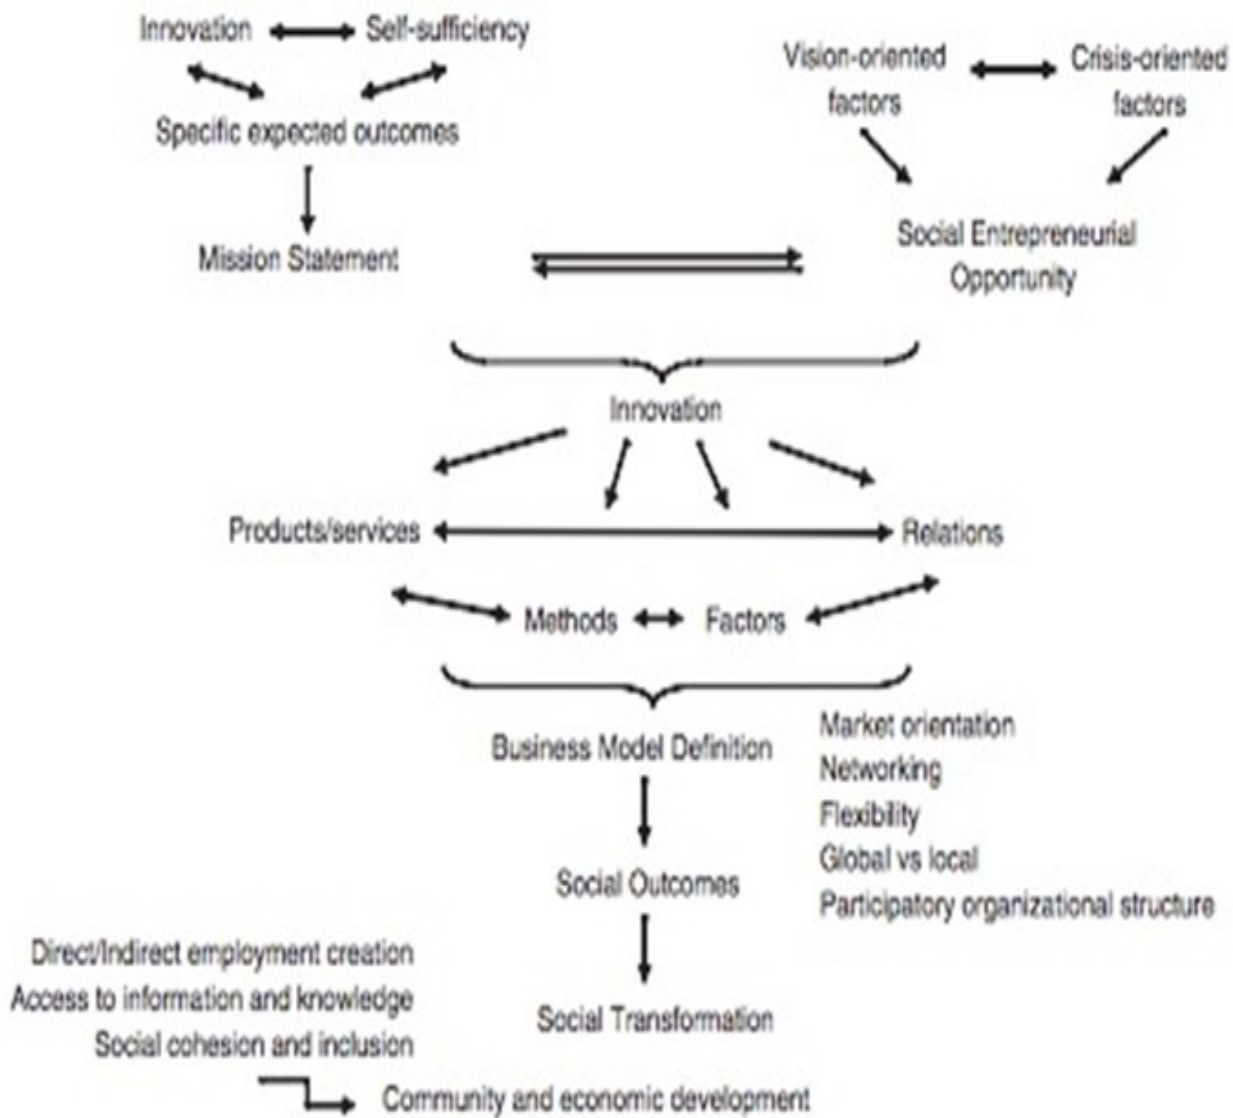 Innovation
Self-sufficiency
Vision-oriented
factors
Crisis-oriented
factors
Specific expected outcomes
Mission Statement
Social Entrepreneurial
Opportunity
Innovation
Products/services
Relations
Methods
Factors
Business Model Definition
Market orientation
Networking
Flexibility
Global vs local
Participatory organizational structure
Social Outcomes
Direct/Indirect employment creation
Access to information and knowledge
Social cohesion and inclusion
Social Transformation
Community and economic development